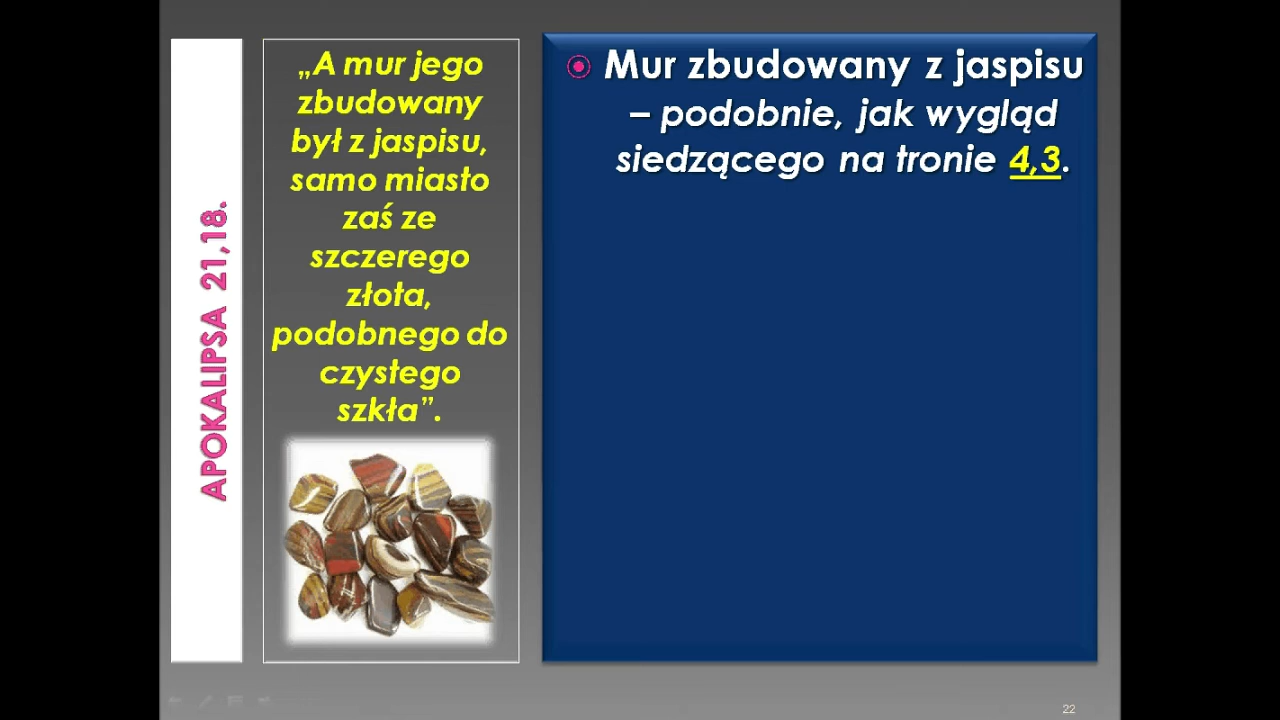 APOKALIPSA 21,18.
„A mur jego
zbudowany
był z jaspisu,
samo miasto
zaś ze
szczerego
złota,
podobnego do
czystego
szkła”.
Mur zbudowany z jaspisu
– podobnie, jak wygląd
siedzącego na tronie 4,3.
22